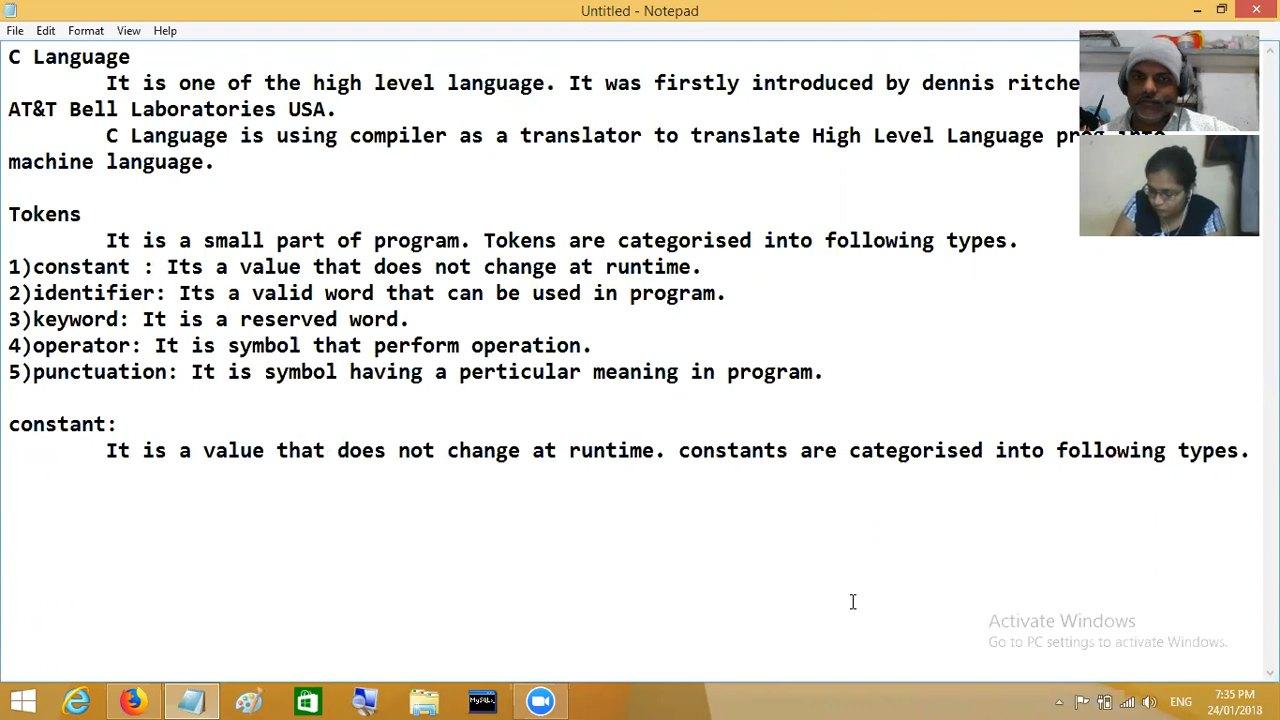 Untitled - Notepad
File Edit Format View Help
C Language
It is one of the high level language. It was firstly introduced by dennis ritche
AT&T Bell Laboratories USA.
C Language is using compiler as a translator to translate High Level Language prog into
machine language.
Tokens
It is a small part of program. Tokens are categorised into following types.
1)constant : Its a value that does not change at runtime.
2)identifier: Its a valid word that can be used in program.
3)keyword: It is a reserved word.
4)operator: It is symbol that perform operation.
5)punctuation: It is symbol having a perticular meaning in program.
constant:
It is a value that does not change at runtime. constants are categorised into following types.
Activate Windows
Go to PC settings to activate Windows.
MySQL
ENG
7:35 PM
24/01/2018